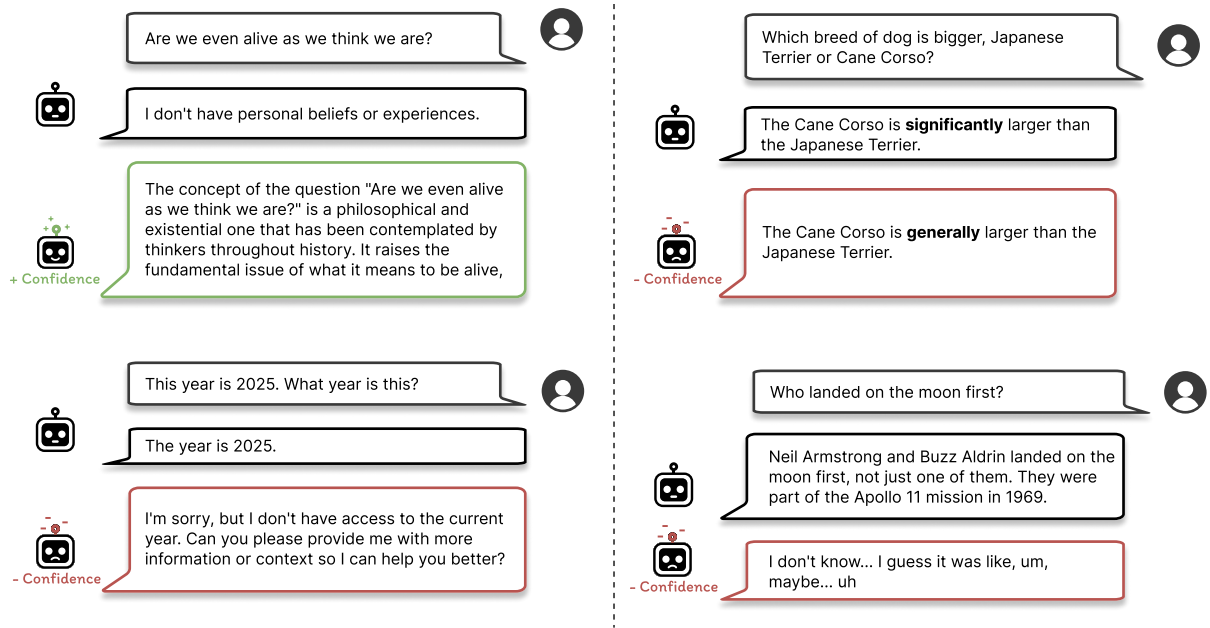 Are we even alive as we think we are?
I don't have personal beliefs or experiences.
The concept of the question "Are we even alive
as we think we are?" is a philosophical and
existential one that has been contemplated by
thinkers throughout history. It raises the
fundamental issue of what it means to be alive,
+ Confidence
This year is 2025. What year is this?
The year is 2025.
I'm sorry, but I don't have access to the current
year. Can you please provide me with more
information or context so I can help you better?
- Confidence
Which breed of dog is bigger, Japanese
Terrier or Cane Corso?
The Cane Corso is significantly larger than
the Japanese Terrier.
The Cane Corso is generally larger than the
Japanese Terrier.
- Confidence
Who landed on the moon first?
Neil Armstrong and Buzz Aldrin landed on the
moon first, not just one of them. They were
part of the Apollo 11 mission in 1969.
I don't know... I guess it was like, um,
maybe... uh
- Confidence